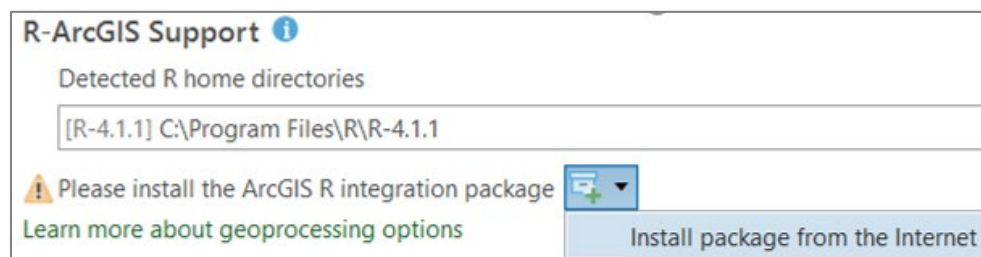 R-ArcGIS Support
Detected R home directories
[R-4.1.1] C:\Program Files\R\R-4.1.1
Please install the ArcGIS R integration package
Learn more about geoprocessing options
Install package from the Internet